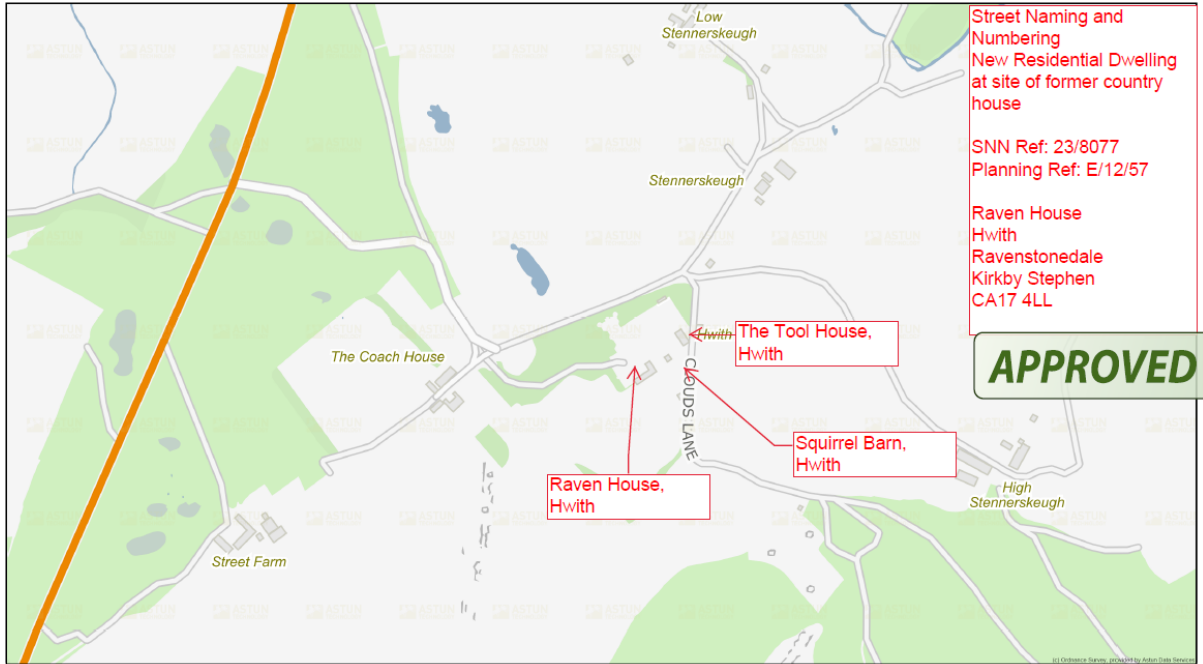 Street Naming and
Numbering
New Residential Dwelling
at site of former country
house
SNN Ref: 23/8077
Planning Ref: E/12/57
Raven House
Hwith
Ravenstonedale
Kirkby Stephen
CA17 4LL
APPROVED
Low
Stennerskeugh
Stennerskeugh
Hwith
The Tool House,
Hwith
The Coach House
CLOUDS LANE
Squirrel Barn,
Hwith
Raven House,
Hwith
High
Stennerskeugh
Street Farm
(c) Ordnance Survey, provided by Astun Data Services